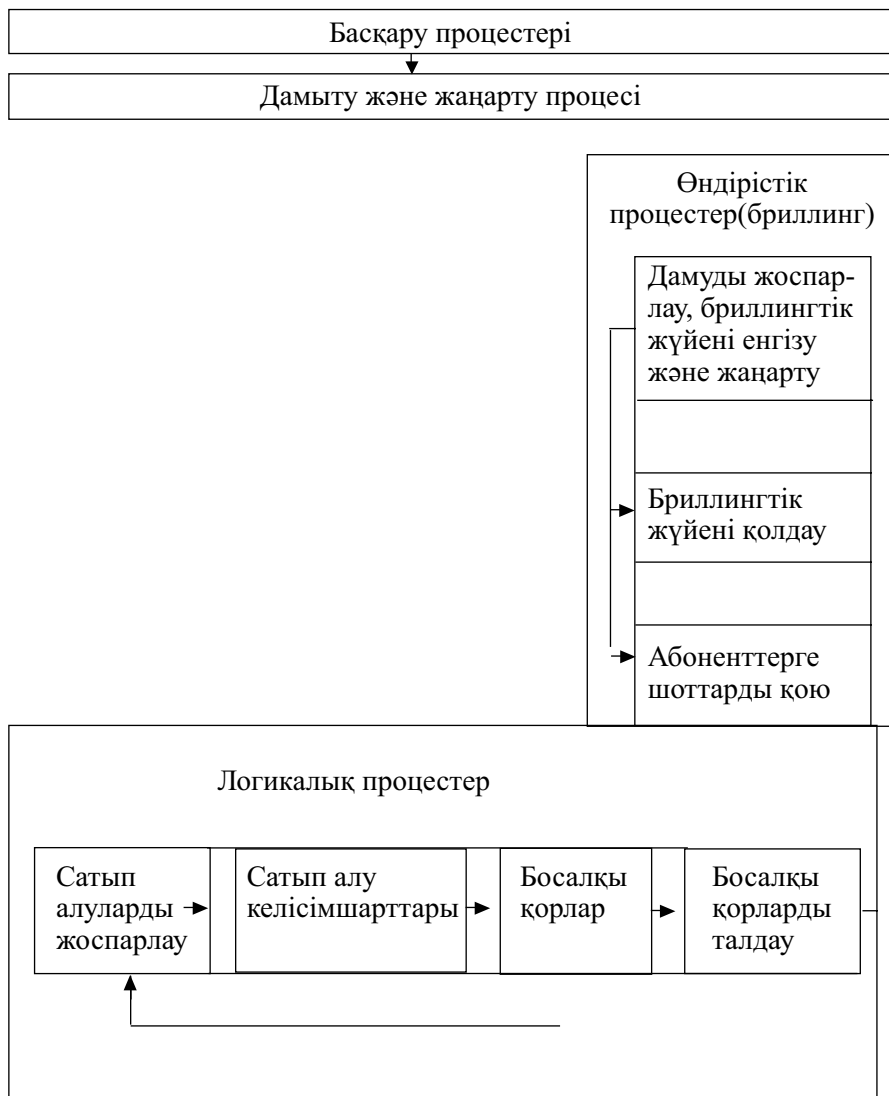 Басқару процестері
Дамыту және жаңарту процесі
Өндірістік
процестер(бриллинг)
Дамуды жоспар-
лау, бриллингтік
жүйені енгізу
және жаңарту
Бриллингтік
жүйені қолдау
Абоненттерге
шоттарды қою
Логикалық процестер
Сатып
алуларды
жоспарлау
Сатып алу
келісімшарттары
Босалқы
қорлар
Босалқы
қорларды
талдау